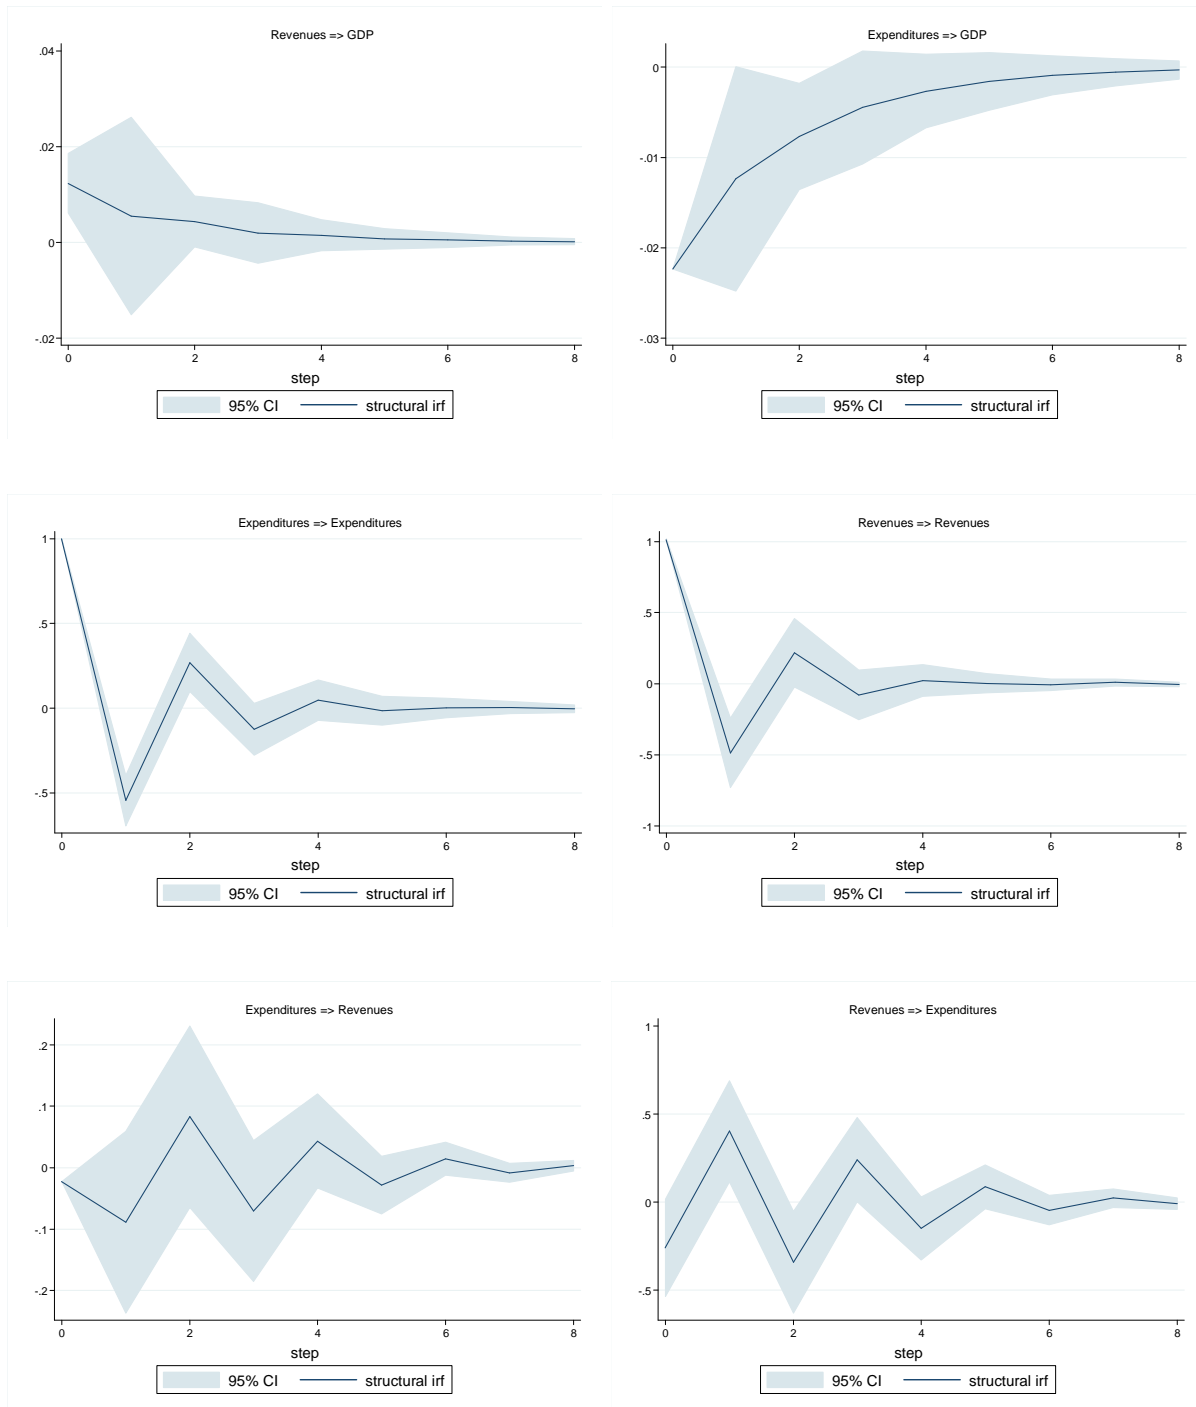 Revenues => GDP
.04
.02
0
-.02
0 2 4 6 8
step
95% CI structural irf
Expenditures => GDP
0
-.01
-.02
-.03
0 2 4 6 8
step
95% CI structural irf
Expenditures => Expenditures
1
.5
0
-.5
0 2 4 6 8
step
95% CI structural irf
Revenues => Revenues
1
.5
0
-.5
-1
0 2 4 6 8
step
95% CI structural irf
Expenditures => Revenues
.2
.1
0
-.1
-.2
0 2 4 6 8
step
95% CI structural irf
Revenues => Expenditures
1
.5
0
-.5
0 2 4 6 8
step
95% CI structural irf